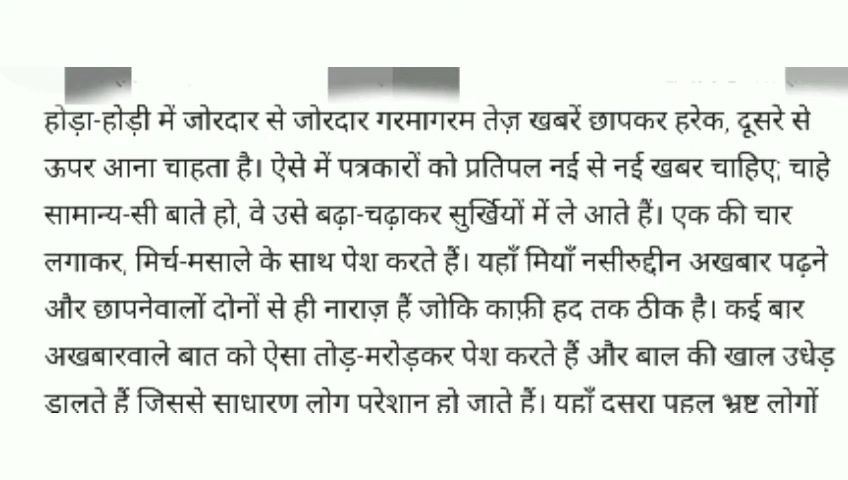 होड़ा-होड़ी में जोरदार से जोरदार गरमागरम तेज़ खबरें छापकर हरेक, दूसरे से
ऊपर आना चाहता है। ऐसे में पत्रकारों को प्रतिपल नई से नई खबर चाहिए; चाहे
सामान्य-सी बाते हो, वे उसे बढ़ा-चढ़ाकर सुर्खियों में ले आते हैं। एक की चार
लगाकर, मिर्च-मसाले के साथ पेश करते हैं। यहाँ मियाँ नसीरुद्दीन अखबार पढ़ने
और छापनेवालों दोनों से ही नाराज़ हैं जोकि काफ़ी हद तक ठीक है। कई बार
अखबारवाले बात को ऐसा तोड़-मरोड़कर पेश करते हैं और बाल की खाल उधेड़
डालते हैं जिससे साधारण लोग परेशान हो जाते हैं। यहाँ दूसरा पहलू भ्रष्ट लोगों